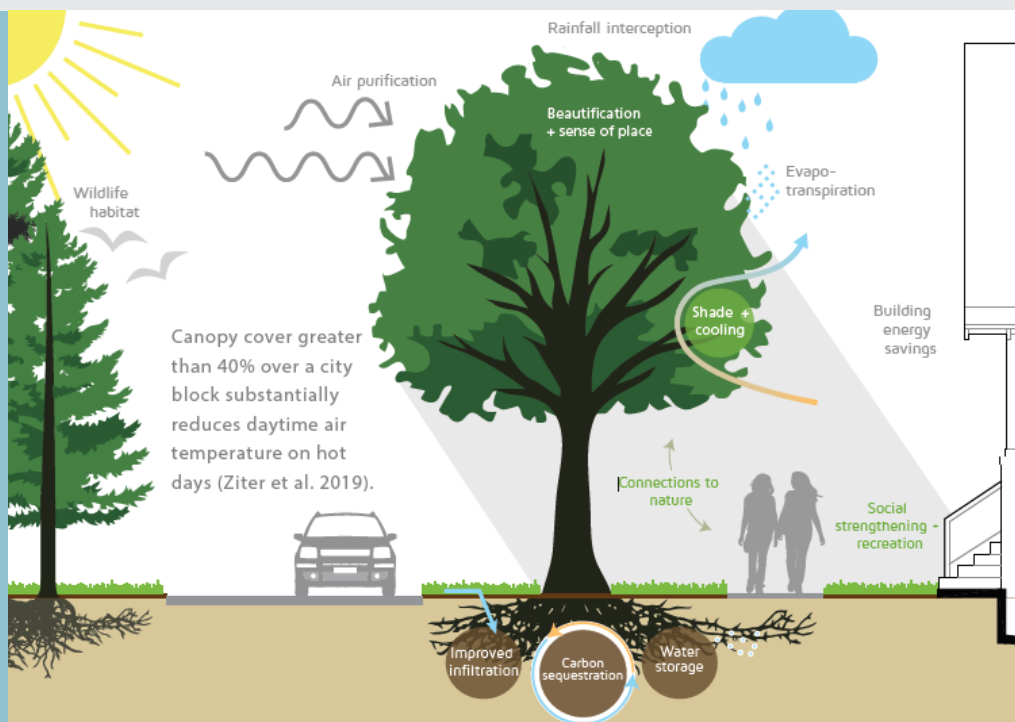 Rainfall interception
Air purification
Beautification
+ sense of place
Evapo-
transpiration
Wildlife
habitat
Shade +
cooling
Building
energy
savings
Canopy cover greater
than 40% over a city
block substantially
reduces daytime air
temperature on hot
days (Ziter et al. 2019).
Connections to
nature
Social
strengthening +
recreation
Improved
infiltration
Carbon
sequestration
Water
storage